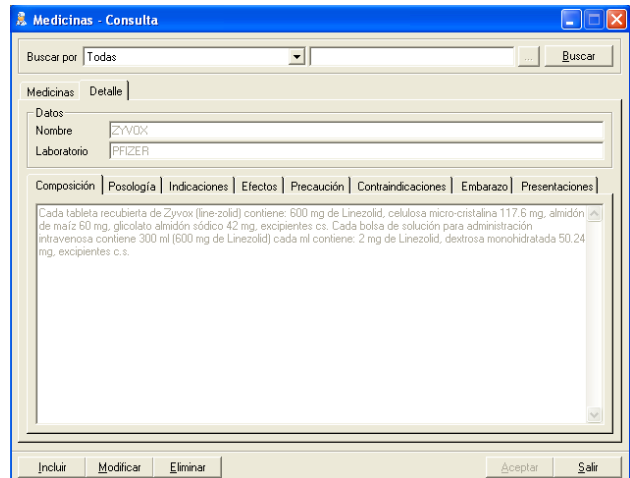 Medicinas - Consulta
Buscar por Todas ... Buscar
Medicinas Detalle
Datos
Nombre ZYVOX
Laboratorio PFIZER
Composición Posología Indicaciones Efectos Precaución Contraindicaciones Embarazo Presentaciones
Cada tableta recubierta de Zyvox (line-zolid) contiene: 600 mg de Linezolid, celulosa micro-cristalina 117.6 mg, almidón
de maíz 60 mg, glicolato almidón sódico 42 mg, excipientes cs. Cada bolsa de solución para administración
intravenosa contiene 300 ml (600 mg de Linezolid) cada ml contiene: 2 mg de Linezolid, dextrosa monohidratada 50.24
mg, excipientes c.s.
Incluir Modificar Eliminar Aceptar Salir